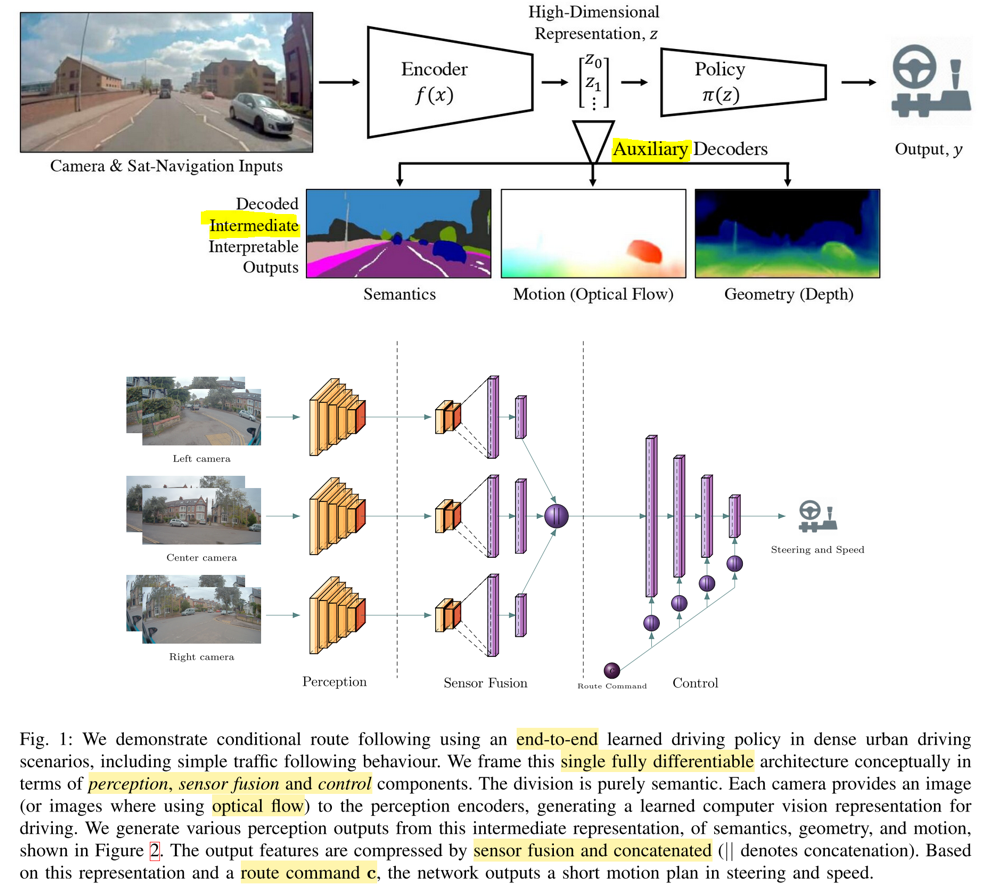 High-Dimensional
Representation, z
Encoder
f(x)
z0
z1
⋮
Policy
π(z)
Camera & Sat-Navigation Inputs
Output, y
Auxiliary Decoders
Decoded
Intermediate
Interpretable
Outputs
Semantics
Motion (Optical Flow)
Geometry (Depth)
Left camera
Center camera
Right camera
Steering and Speed
Route Command
Perception
Sensor Fusion
Control
Fig. 1: We demonstrate conditional route following using an end-to-end learned driving policy in dense urban driving
scenarios, including simple traffic following behaviour. We frame this single fully differentiable architecture conceptually in
terms of perception, sensor fusion and control components. The division is purely semantic. Each camera provides an image
(or images where using optical flow) to the perception encoders, generating a learned computer vision representation for
driving. We generate various perception outputs from this intermediate representation, of semantics, geometry, and motion,
shown in Figure 2. The output features are compressed by sensor fusion and concatenated (|| denotes concatenation). Based
on this representation and a route command c, the network outputs a short motion plan in steering and speed.